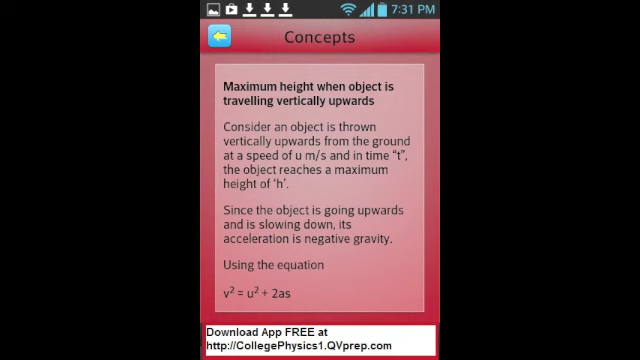 7:31 PM
Concepts
Maximum height when object is
travelling vertically upwards
Consider an object is thrown
vertically upwards from the ground
at a speed of u m/s and in time “t”,
the object reaches a maximum
height of ‘h’.
Since the object is going upwards
and is slowing down, its
acceleration is negative gravity.
Using the equation
v² = u² + 2as
Download App FREE at
http://CollegePhysics1.QVprep.com